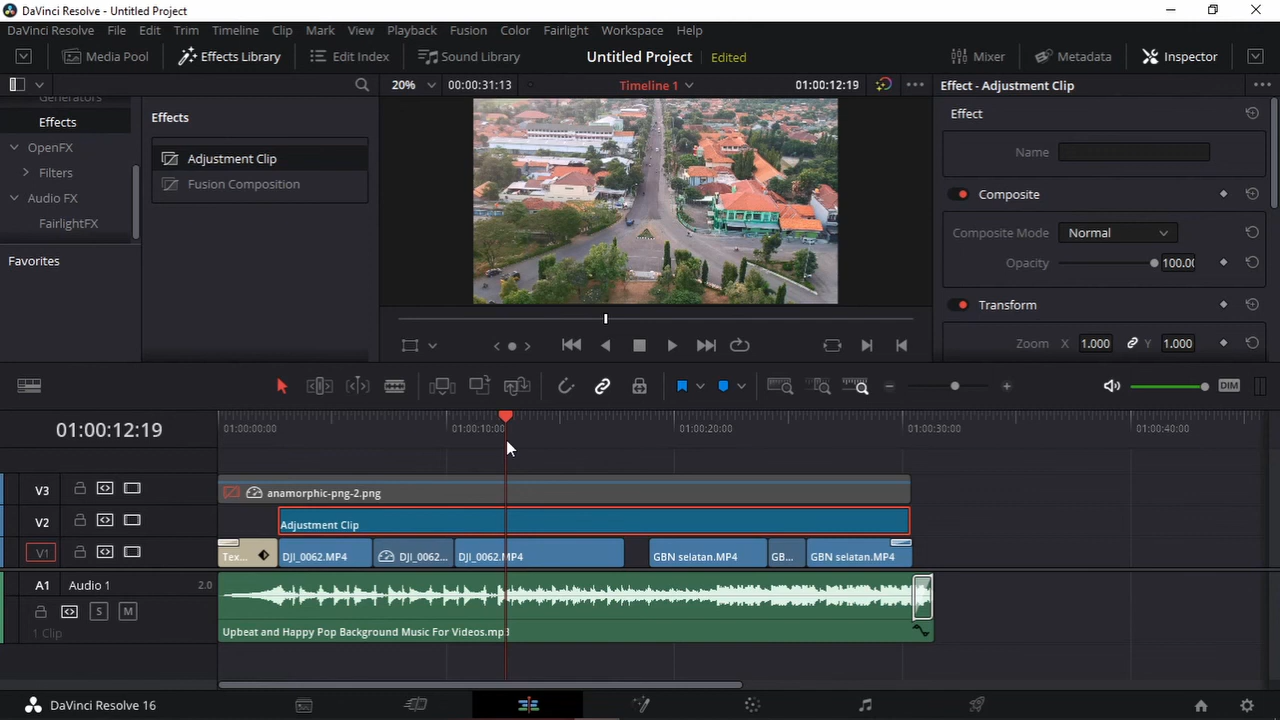 DaVinci Resolve - Untitled Project
DaVinci Resolve File Edit Trim Timeline Clip Mark View Playback Fusion Color Fairlight Workspace Help
Media Pool Effects Library Edit Index Sound Library Untitled Project Edited Mixer Metadata Inspector
20% 00:00:31:13 Timeline 1 01:00:12:19 Effect - Adjustment Clip
Generators
Effects
OpenFX
Filters
Audio FX
FairlightFX
Favorites
Effects
Adjustment Clip
Fusion Composition
Effect
Name
Composite
Composite Mode Normal
Opacity 100.00
Transform
Zoom X 1.000 Y 1.000
DIM
01:00:12:19
01:00:00:00 01:00:10:00 01:00:20:00 01:00:30:00 01:00:40:00
V3 anamorphic-png-2.png
V2 Adjustment Clip
V1 Tex... DJI_0062.MP4 DJI_0062... DJI_0062.MP4 GBN selatan.MP4 GB... GBN selatan.MP4
A1 Audio 1 2.0
S M
1 Clip
Upbeat and Happy Pop Background Music For Videos.mp3
DaVinci Resolve 16